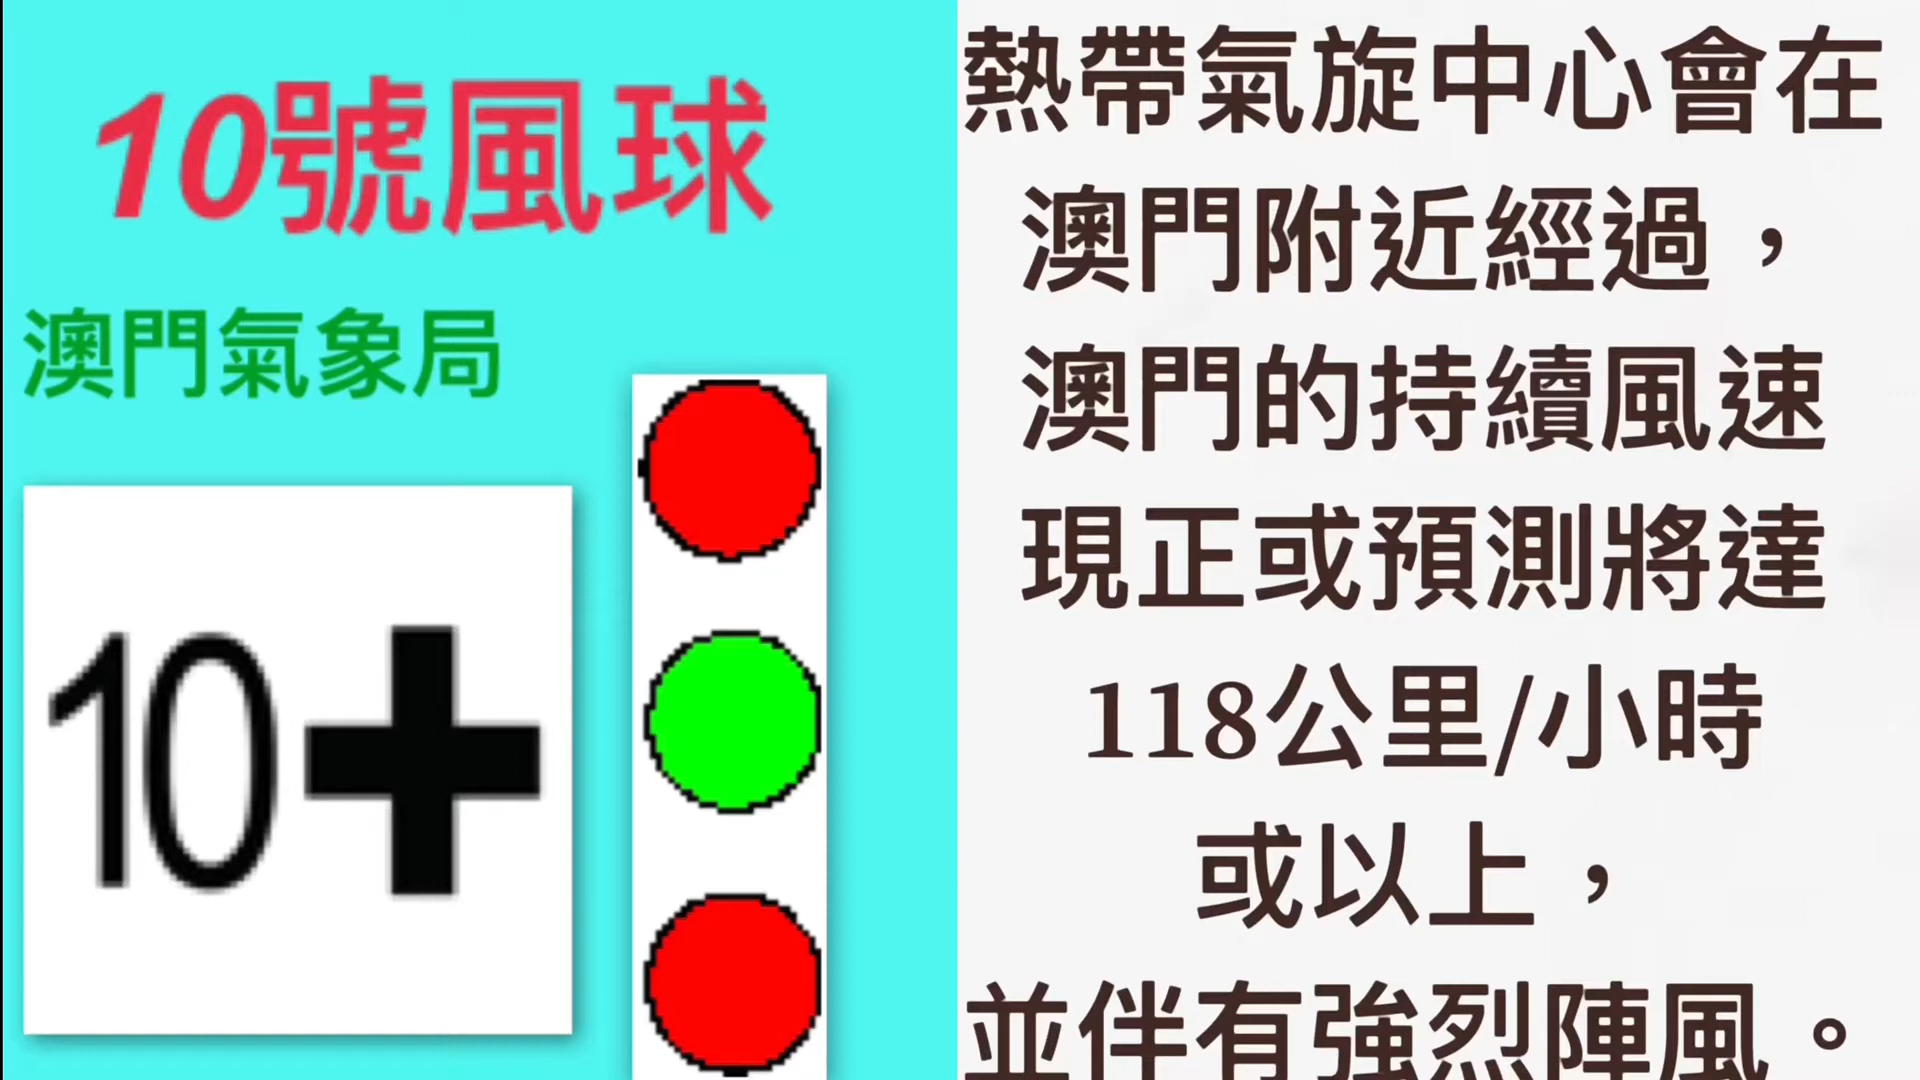 10號風球
澳門氣象局
10+
熱帶氣旋中心會在
澳門附近經過，
澳門的持續風速
現正或預測將達
118公里/小時
或以上，
並伴有強烈陣風。